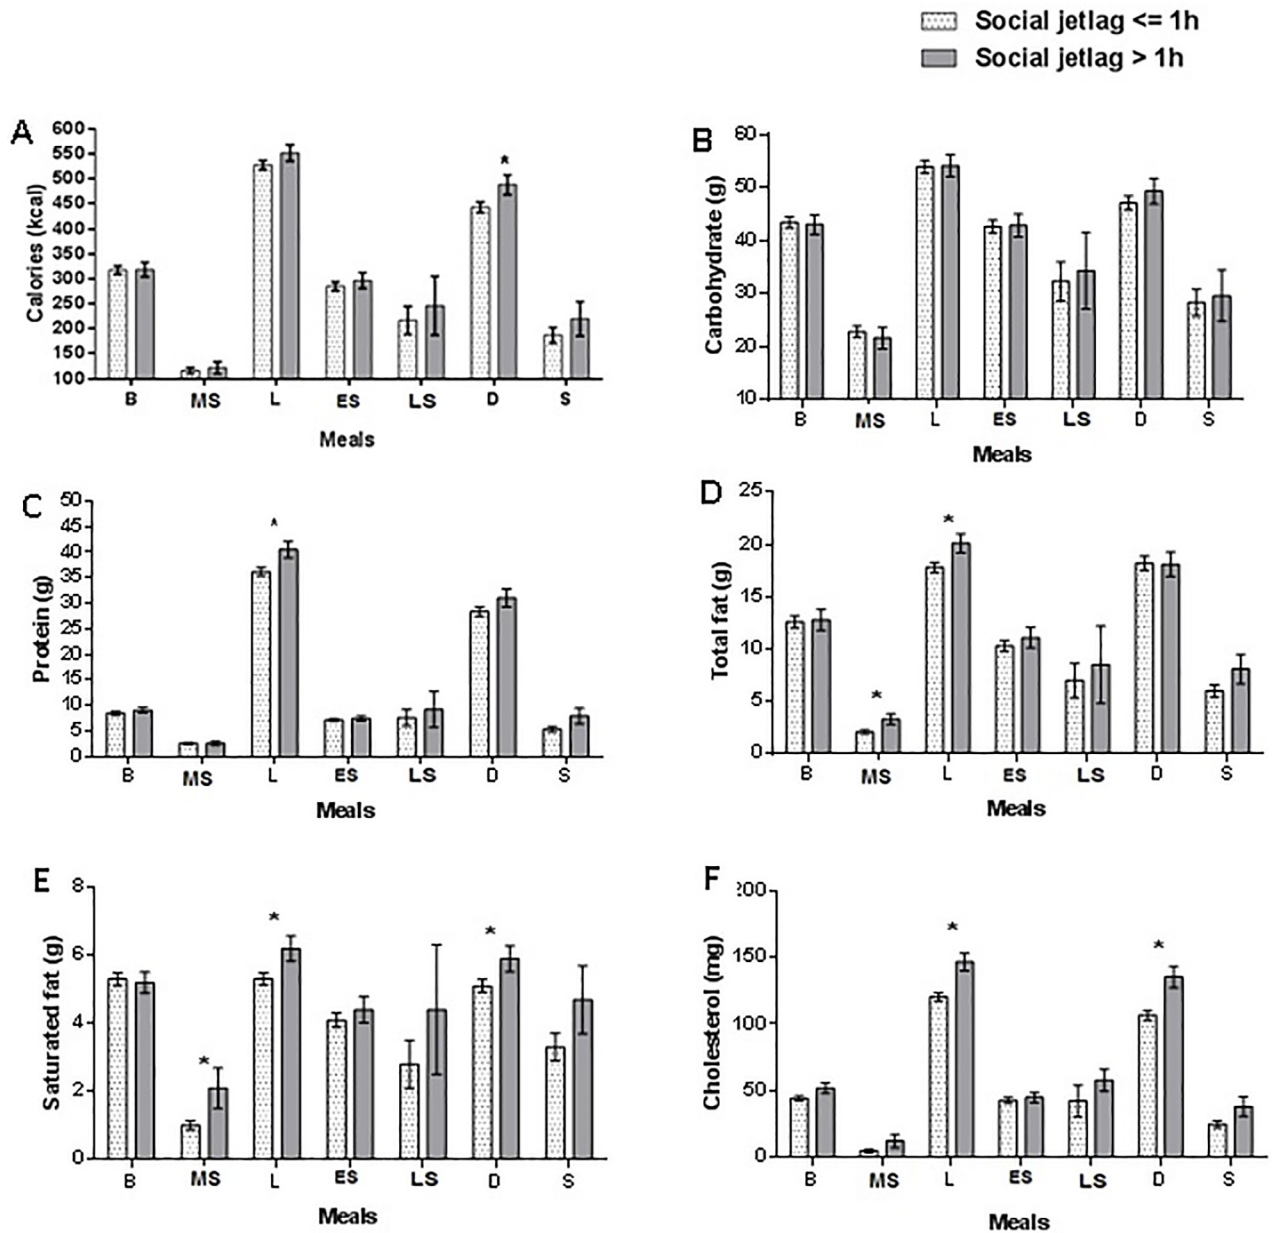 Social jetlag <= 1h
Social jetlag > 1h
A
Calories (kcal)
600
550
500
450
400
350
300
250
200
150
100
*
B MS L ES LS D S
Meals
B
Carbohydrate (g)
60
50
40
30
20
10
B MS L ES LS D S
Meals
C
Protein (g)
50
45
40
35
30
25
20
15
10
5
0
*
B MS L ES LS D S
Meals
D
Total fat (g)
25
20
15
10
5
0
* *
B MS L ES LS D S
Meals
E
Saturated fat (g)
8
6
4
2
0
* * *
B MS L ES LS D S
Meals
F
Cholesterol (mg)
200
150
100
50
0
* *
B MS L ES LS D S
Meals